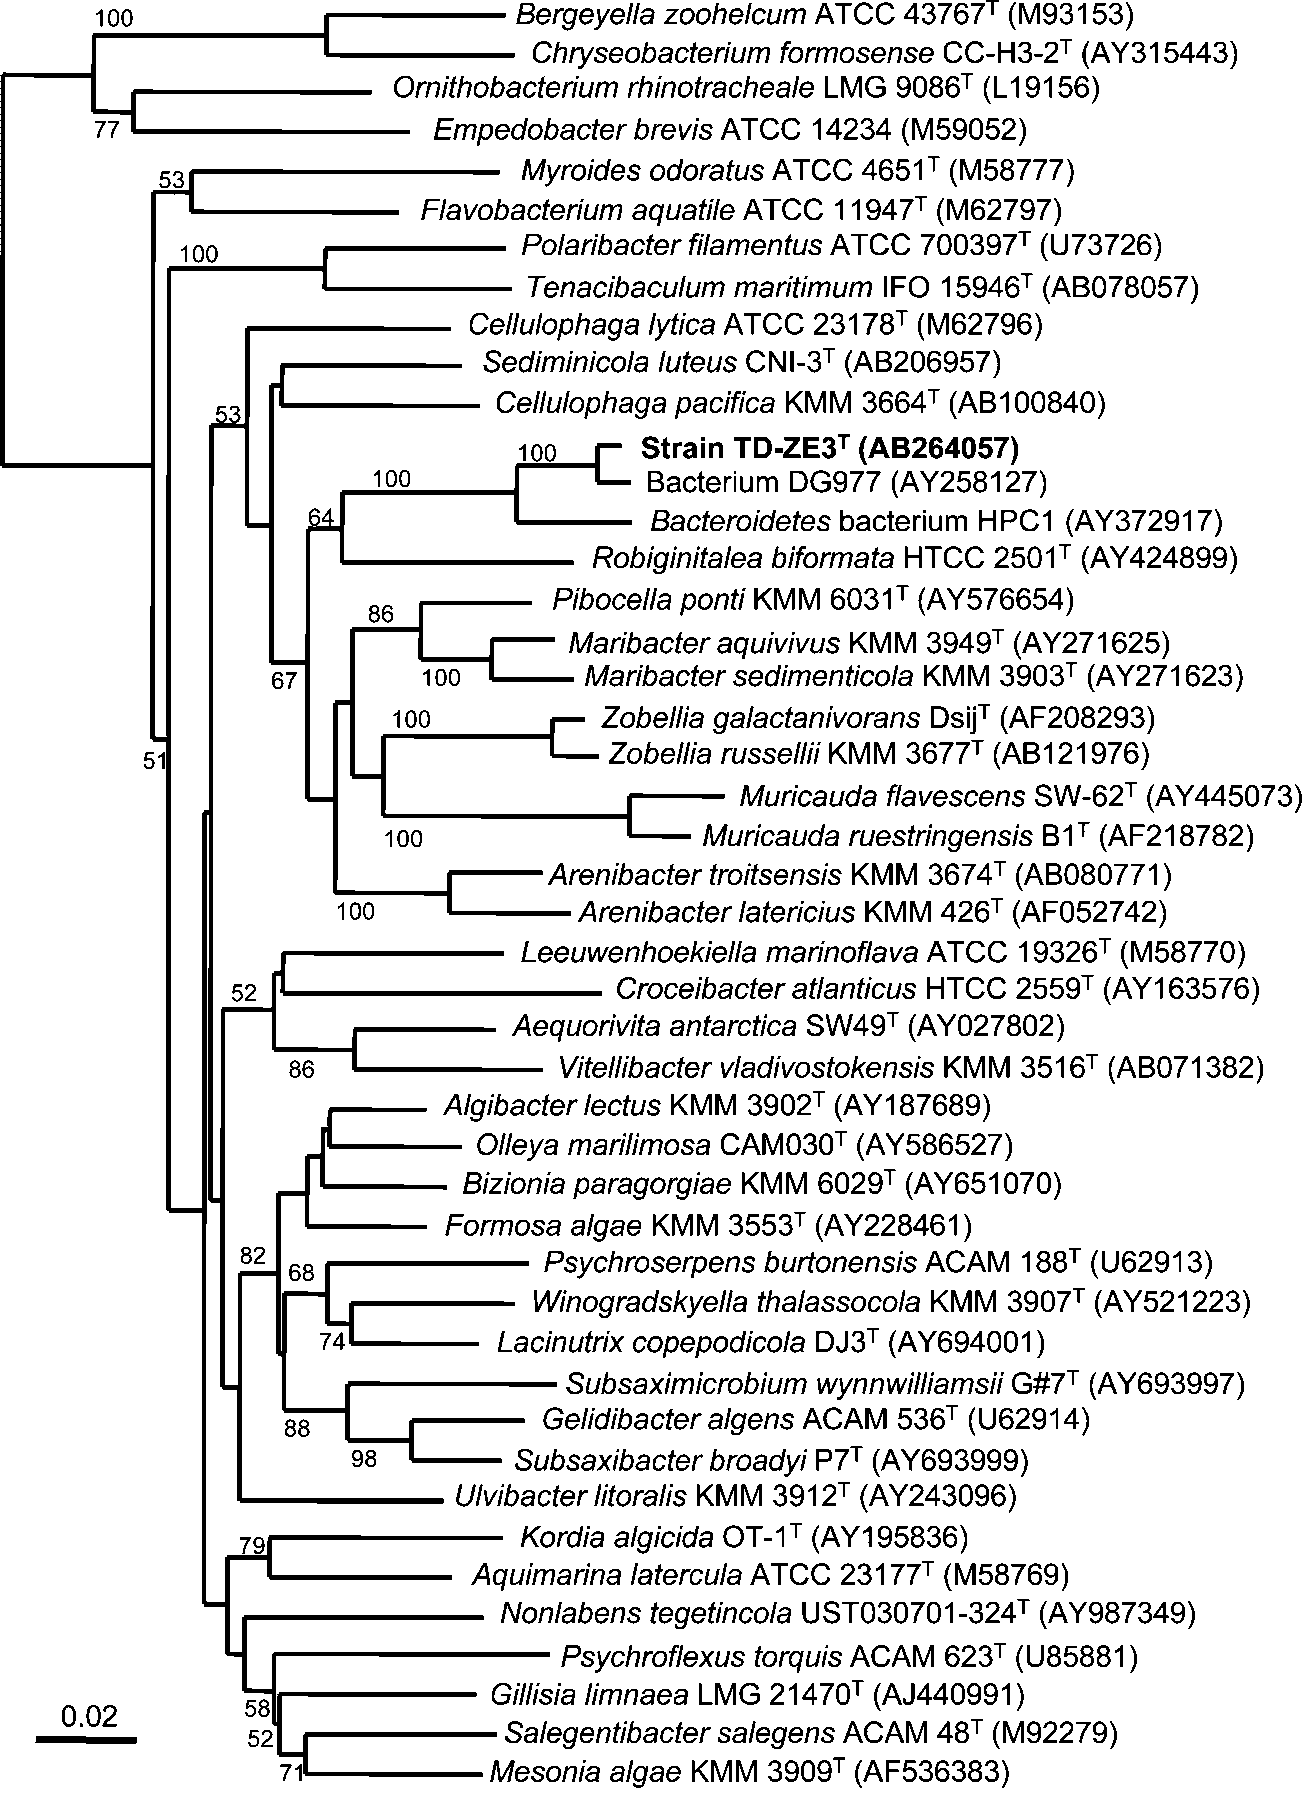 100
Bergeyella zoohelcum ATCC 43767ᵀ (M93153)
Chryseobacterium formosense CC-H3-2ᵀ (AY315443)
Ornithobacterium rhinotracheale LMG 9086ᵀ (L19156)
77
Empedobacter brevis ATCC 14234 (M59052)
53
Myroides odoratus ATCC 4651ᵀ (M58777)
Flavobacterium aquatile ATCC 11947ᵀ (M62797)
100
Polaribacter filamentus ATCC 700397ᵀ (U73726)
Tenacibaculum maritimum IFO 15946ᵀ (AB078057)
Cellulophaga lytica ATCC 23178ᵀ (M62796)
Sediminicola luteus CNI-3ᵀ (AB206957)
53
Cellulophaga pacifica KMM 3664ᵀ (AB100840)
100
Strain TD-ZE3ᵀ (AB264057)
100
Bacterium DG977 (AY258127)
64
Bacteroidetes bacterium HPC1 (AY372917)
Robiginitalea biformata HTCC 2501ᵀ (AY424899)
86
Pibocella ponti KMM 6031ᵀ (AY576654)
Maribacter aquivivus KMM 3949ᵀ (AY271625)
67
100
Maribacter sedimenticola KMM 3903ᵀ (AY271623)
100
Zobellia galactanivorans Dsijᵀ (AF208293)
51
Zobellia russellii KMM 3677ᵀ (AB121976)
Muricauda flavescens SW-62ᵀ (AY445073)
100
Muricauda ruestringensis B1ᵀ (AF218782)
Arenibacter troitsensis KMM 3674ᵀ (AB080771)
100
Arenibacter latericius KMM 426ᵀ (AF052742)
Leeuwenhoekiella marinoflava ATCC 19326ᵀ (M58770)
52
Croceibacter atlanticus HTCC 2559ᵀ (AY163576)
Aequorivita antarctica SW49ᵀ (AY027802)
86
Vitellibacter vladivostokensis KMM 3516ᵀ (AB071382)
Algibacter lectus KMM 3902ᵀ (AY187689)
Olleya marilimosa CAM030ᵀ (AY586527)
Bizionia paragorgiae KMM 6029ᵀ (AY651070)
Formosa algae KMM 3553ᵀ (AY228461)
82
68
Psychroserpens burtonensis ACAM 188ᵀ (U62913)
Winogradskyella thalassocola KMM 3907ᵀ (AY521223)
74
Lacinutrix copepodicola DJ3ᵀ (AY694001)
Subsaximicrobium wynnwilliamsii G#7ᵀ (AY693997)
88
Gelidibacter algens ACAM 536ᵀ (U62914)
98
Subsaxibacter broadyi P7ᵀ (AY693999)
Ulvibacter litoralis KMM 3912ᵀ (AY243096)
79
Kordia algicida OT-1ᵀ (AY195836)
Aquimarina latercula ATCC 23177ᵀ (M58769)
Nonlabens tegetincola UST030701-324ᵀ (AY987349)
Psychroflexus torquis ACAM 623ᵀ (U85881)
58
Gillisia limnaea LMG 21470ᵀ (AJ440991)
0.02
52
Salegentibacter salegens ACAM 48ᵀ (M92279)
71
Mesonia algae KMM 3909ᵀ (AF536383)